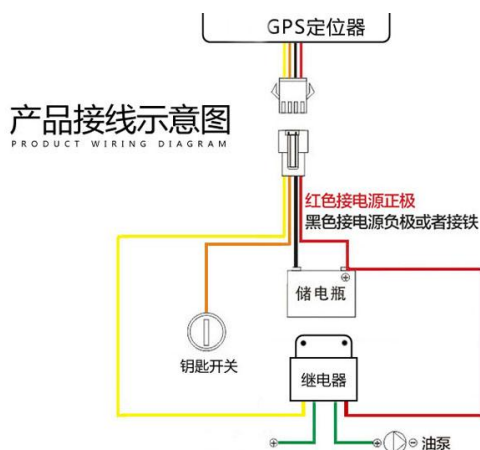 GPS定位器
产品接线示意图
PRODUCT WIRING DIAGRAM
红色接电源正极
黑色接电源负极或者接铁
储电瓶
钥匙开关
继电器
油泵